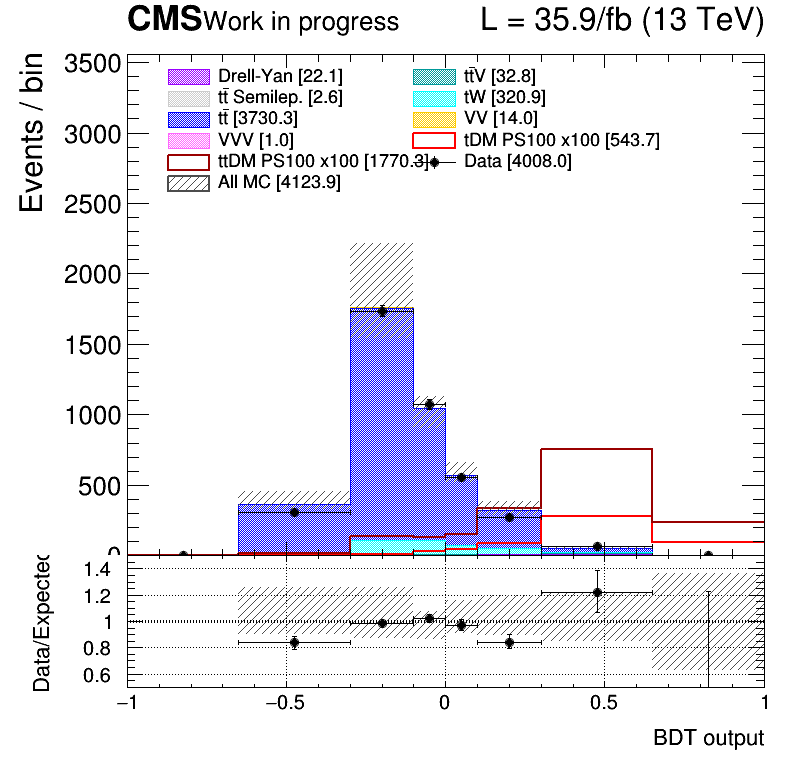 CMS Work in progress L = 35.9/fb (13 TeV)
Events / bin
3500
3000
2500
2000
1500
1000
500
0
Drell-Yan [22.1] tt̄V [32.8]
tt̄ Semilep. [2.6] tW [320.9]
tt̄ [3730.3] VV [14.0]
VVV [1.0] tDM PS100 x100 [543.7]
ttDM PS100 x100 [1770.3] Data [4008.0]
All MC [4123.9]
Data/Expected
1.4
1.2
1
0.8
0.6
−1 −0.5 0 0.5 1
BDT output